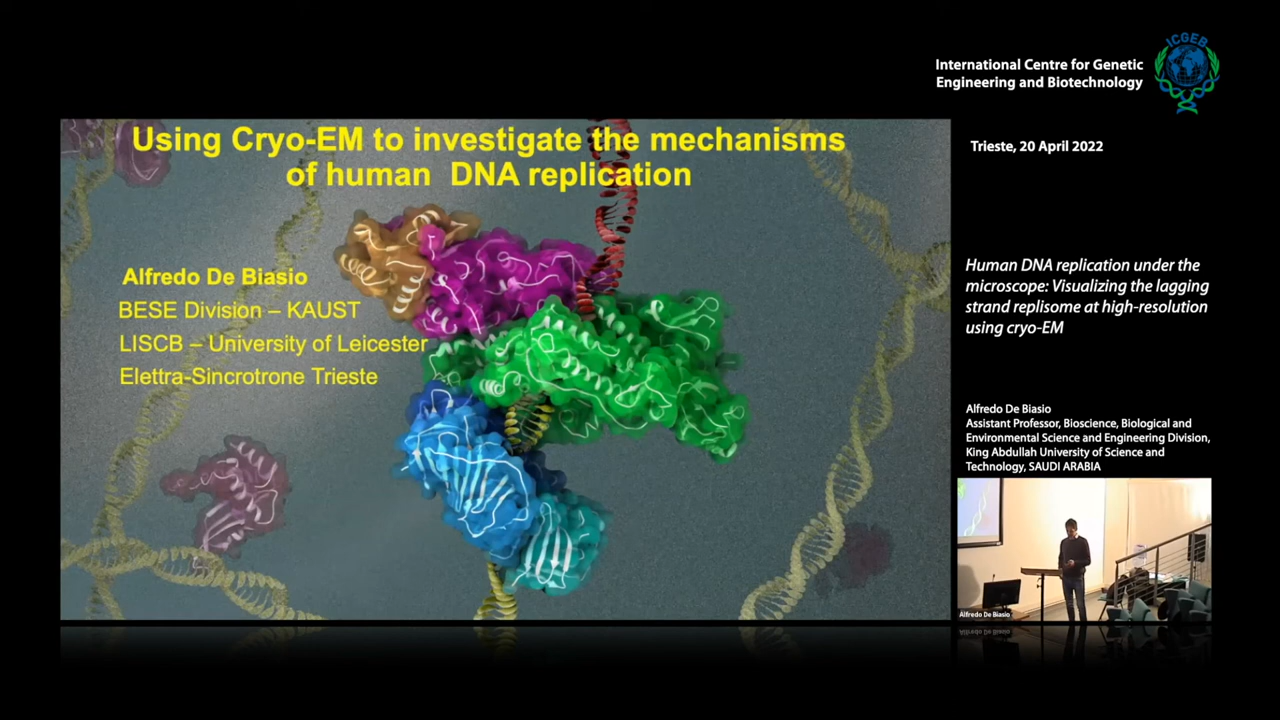 International Centre for Genetic
Engineering and Biotechnology
ICGEB
Trieste, 20 April 2022
Using Cryo-EM to investigate the mechanisms
of human DNA replication
Alfredo De Biasio
BESE Division – KAUST
LISCB – University of Leicester
Elettra-Sincrotrone Trieste
Human DNA replication under the
microscope: Visualizing the lagging
strand replisome at high-resolution
using cryo-EM
Alfredo De Biasio
Assistant Professor, Bioscience, Biological and
Environmental Science and Engineering Division,
King Abdullah University of Science and
Technology, SAUDI ARABIA
Alfredo De Biasio